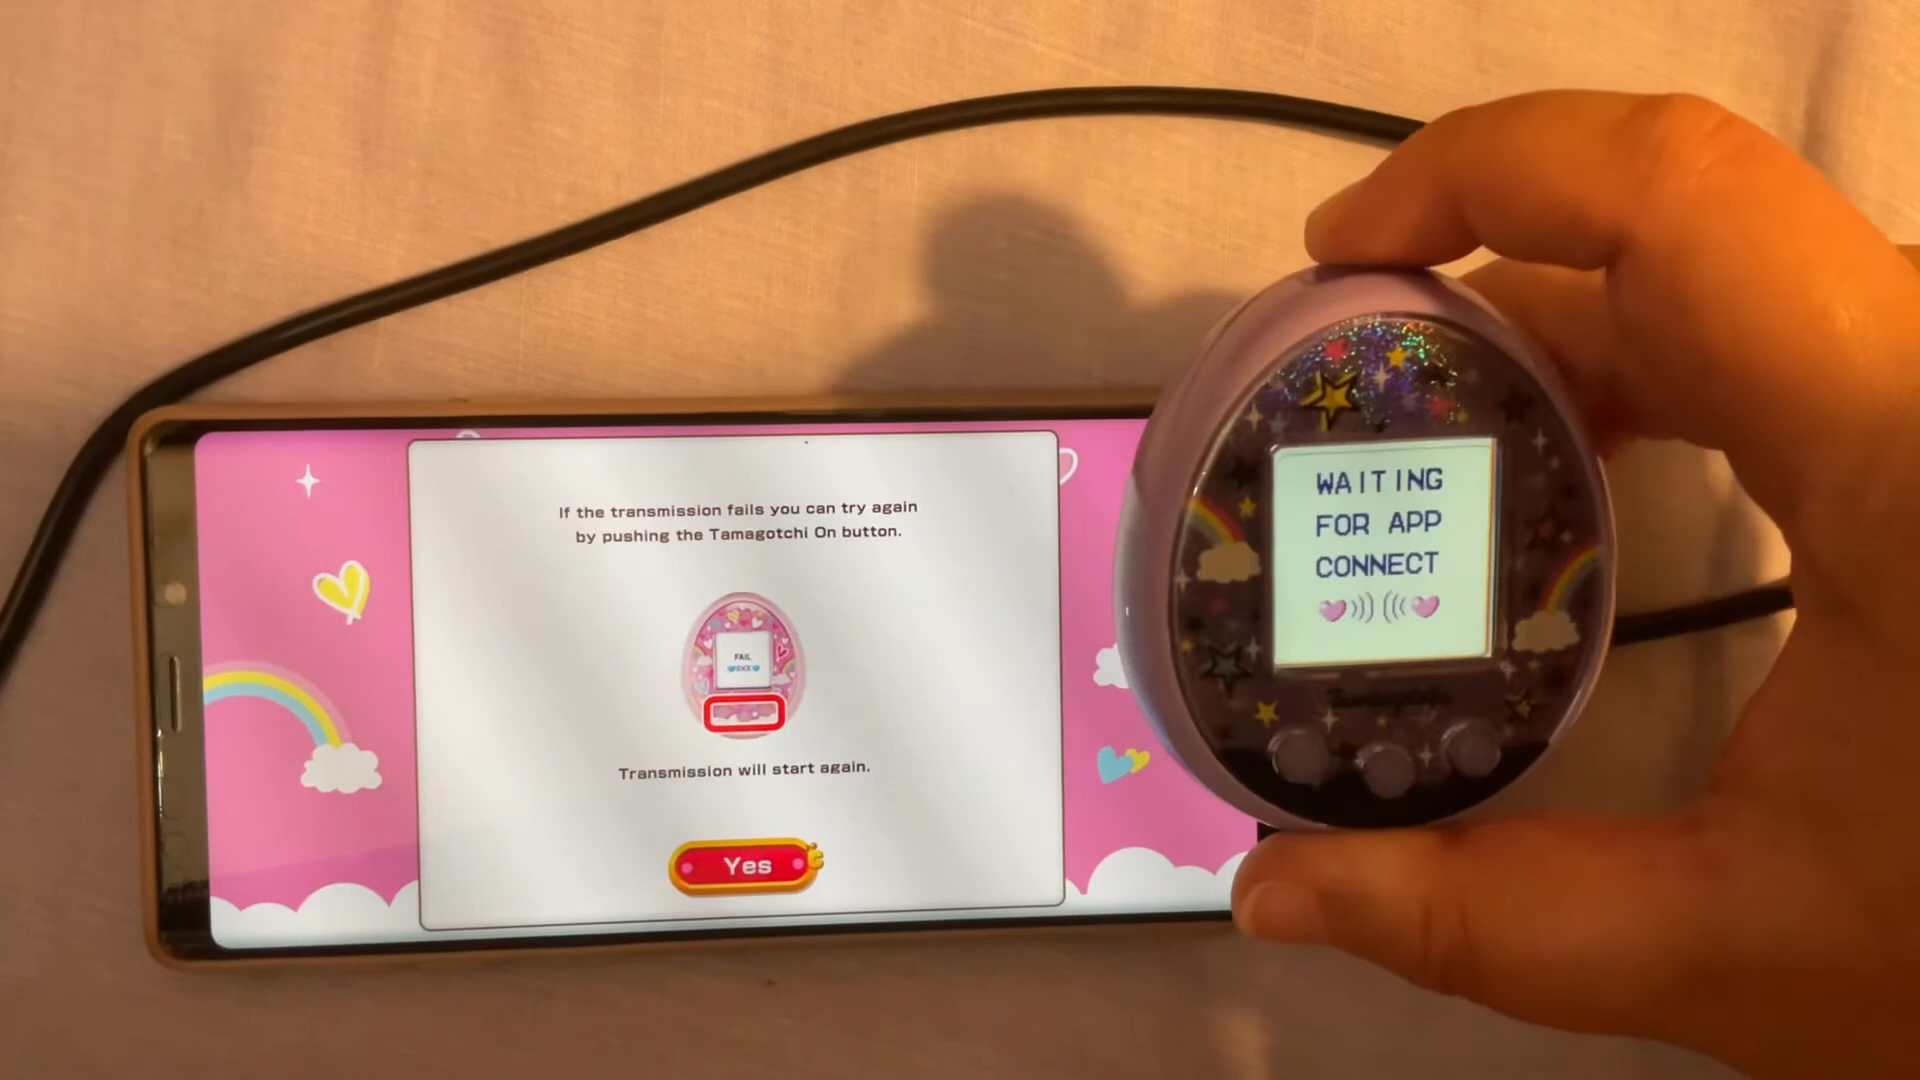 If the transmission fails you can try again
by pushing the Tamagotchi On button.
FAIL
Transmission will start again.
Yes
WAITING
FOR APP
CONNECT
Tamagotchi